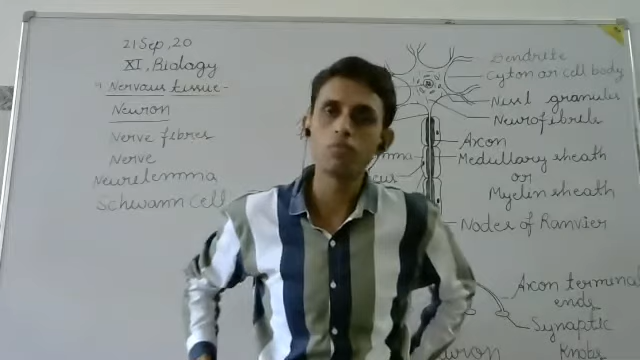 21 Sep, 20
XI, Biology
"Nervous tissue-
Neuron
Nerve fibres
Nerve
Neurelemma
Schwann Cell
Dendrite
Cyton or cell body
Nissl granules
Neurofibrils
Axon
Medullary sheath
or
Myelin sheath
Nodes of Ranvier
Axon terminal
ends
Synaptic
Knobs